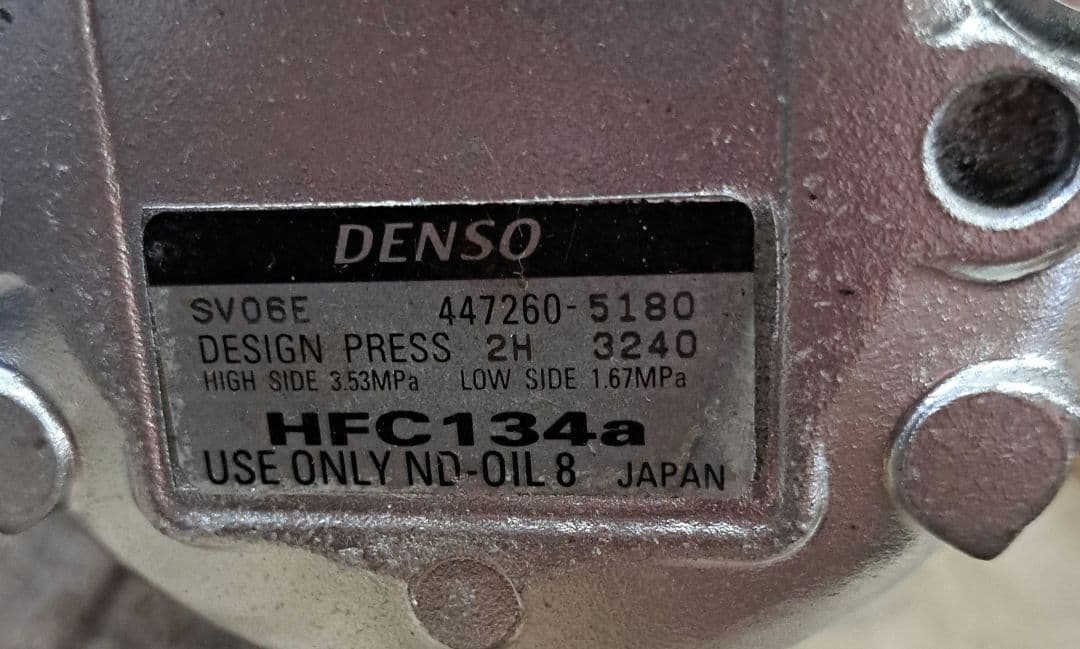 DENSO
SV06E 447260-5180
DESIGN PRESS 2H 3240
HIGH SIDE 3.53MPa LOW SIDE 1.67MPa
HFC134a
USE ONLY ND-OIL 8 JAPAN